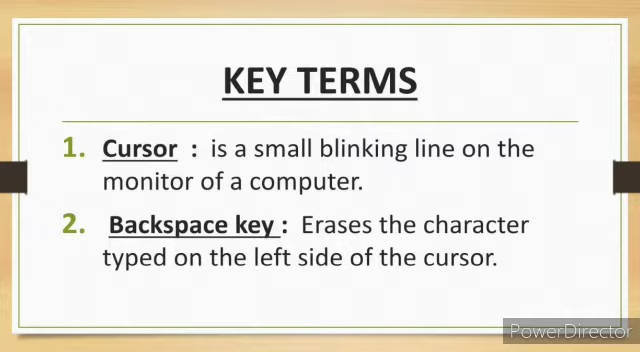 KEY TERMS
1. Cursor : is a small blinking line on the
monitor of a computer.
2. Backspace key : Erases the character
typed on the left side of the cursor.
PowerDirector